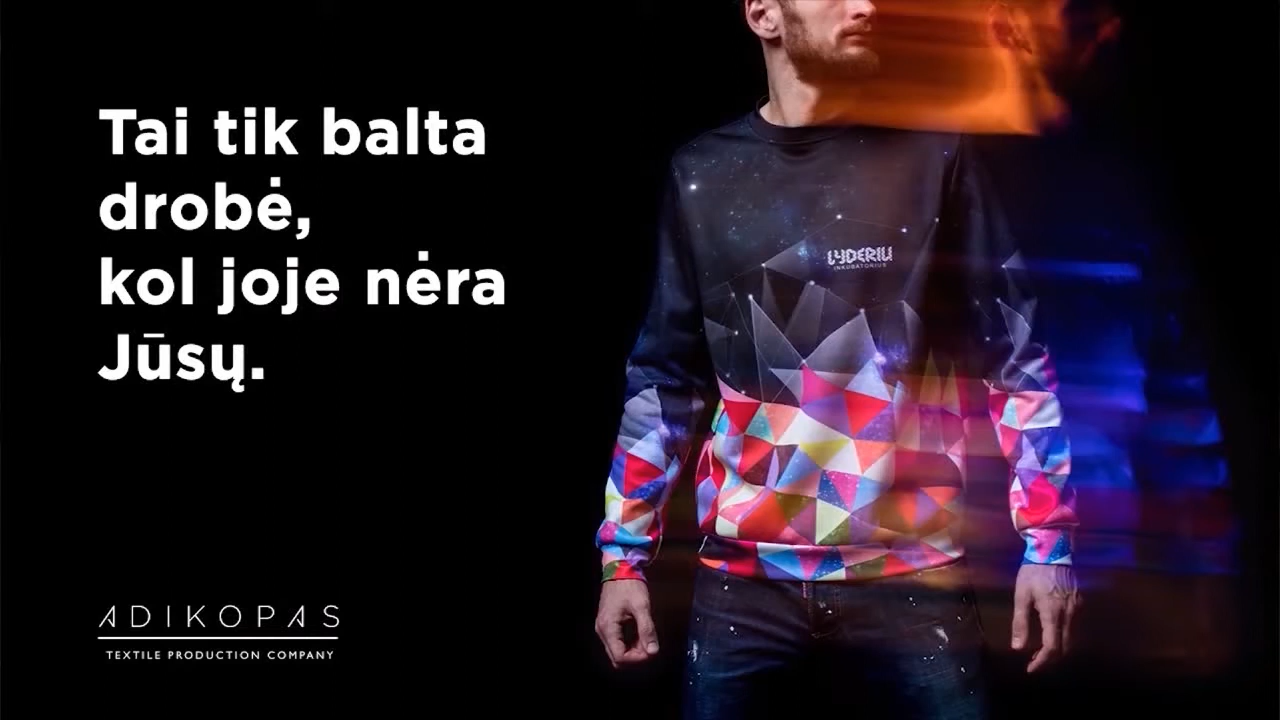 Tai tik balta
drobė,
kol joje nėra
Jūsų.
LYDERIU
INKUBATORIUS
ADIKOPAS
TEXTILE PRODUCTION COMPANY